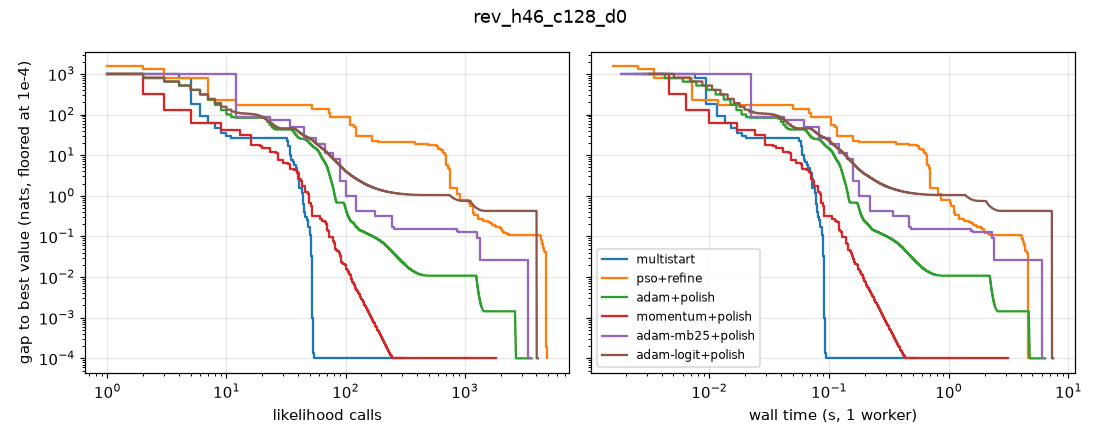 rev_h46_c128_d0
gap to best value (nats, floored at 1e-4)
10³
10²
10¹
10⁰
10⁻¹
10⁻²
10⁻³
10⁻⁴
10⁰ 10¹ 10² 10³
likelihood calls
multistart
pso+refine
adam+polish
momentum+polish
adam-mb25+polish
adam-logit+polish
10⁻² 10⁻¹ 10⁰ 10¹
wall time (s, 1 worker)